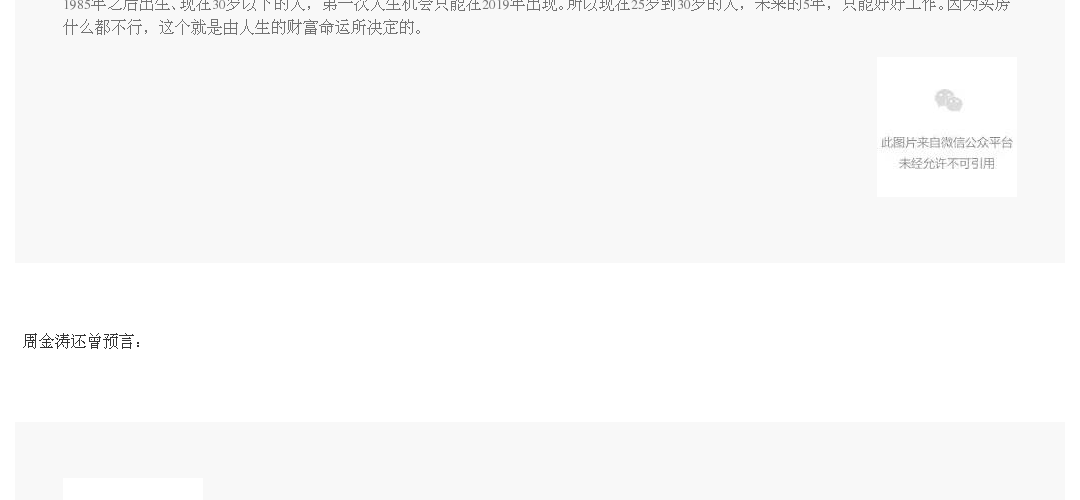 1985年之后出生、现在30岁以下的人，第一次人生机会只能在2019年出现。所以现在25岁到30岁的人，未来的5年，只能好好工作。因为买房
什么都不行，这个就是由人生的财富命运所决定的。
此图片来自微信公众平台
未经允许不可引用
周金涛还曾预言：